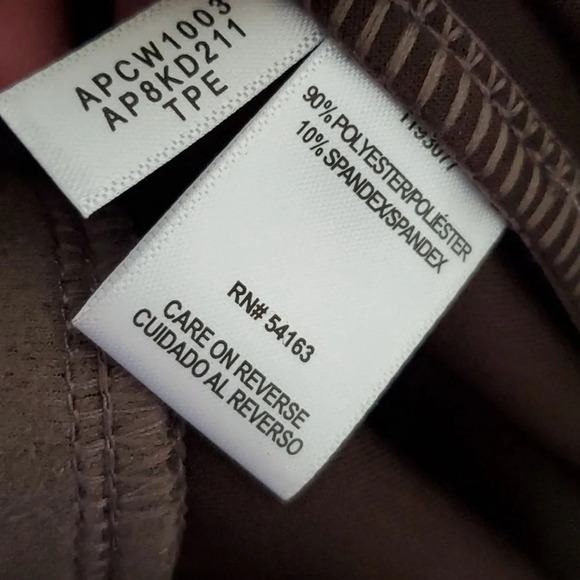 APCW1003
AP8KD211
TPE
90% POLYESTER/POLIÉSTER
10% SPANDEX/SPANDEX
RN# 54163
CARE ON REVERSE
CUIDADO AL REVERSO